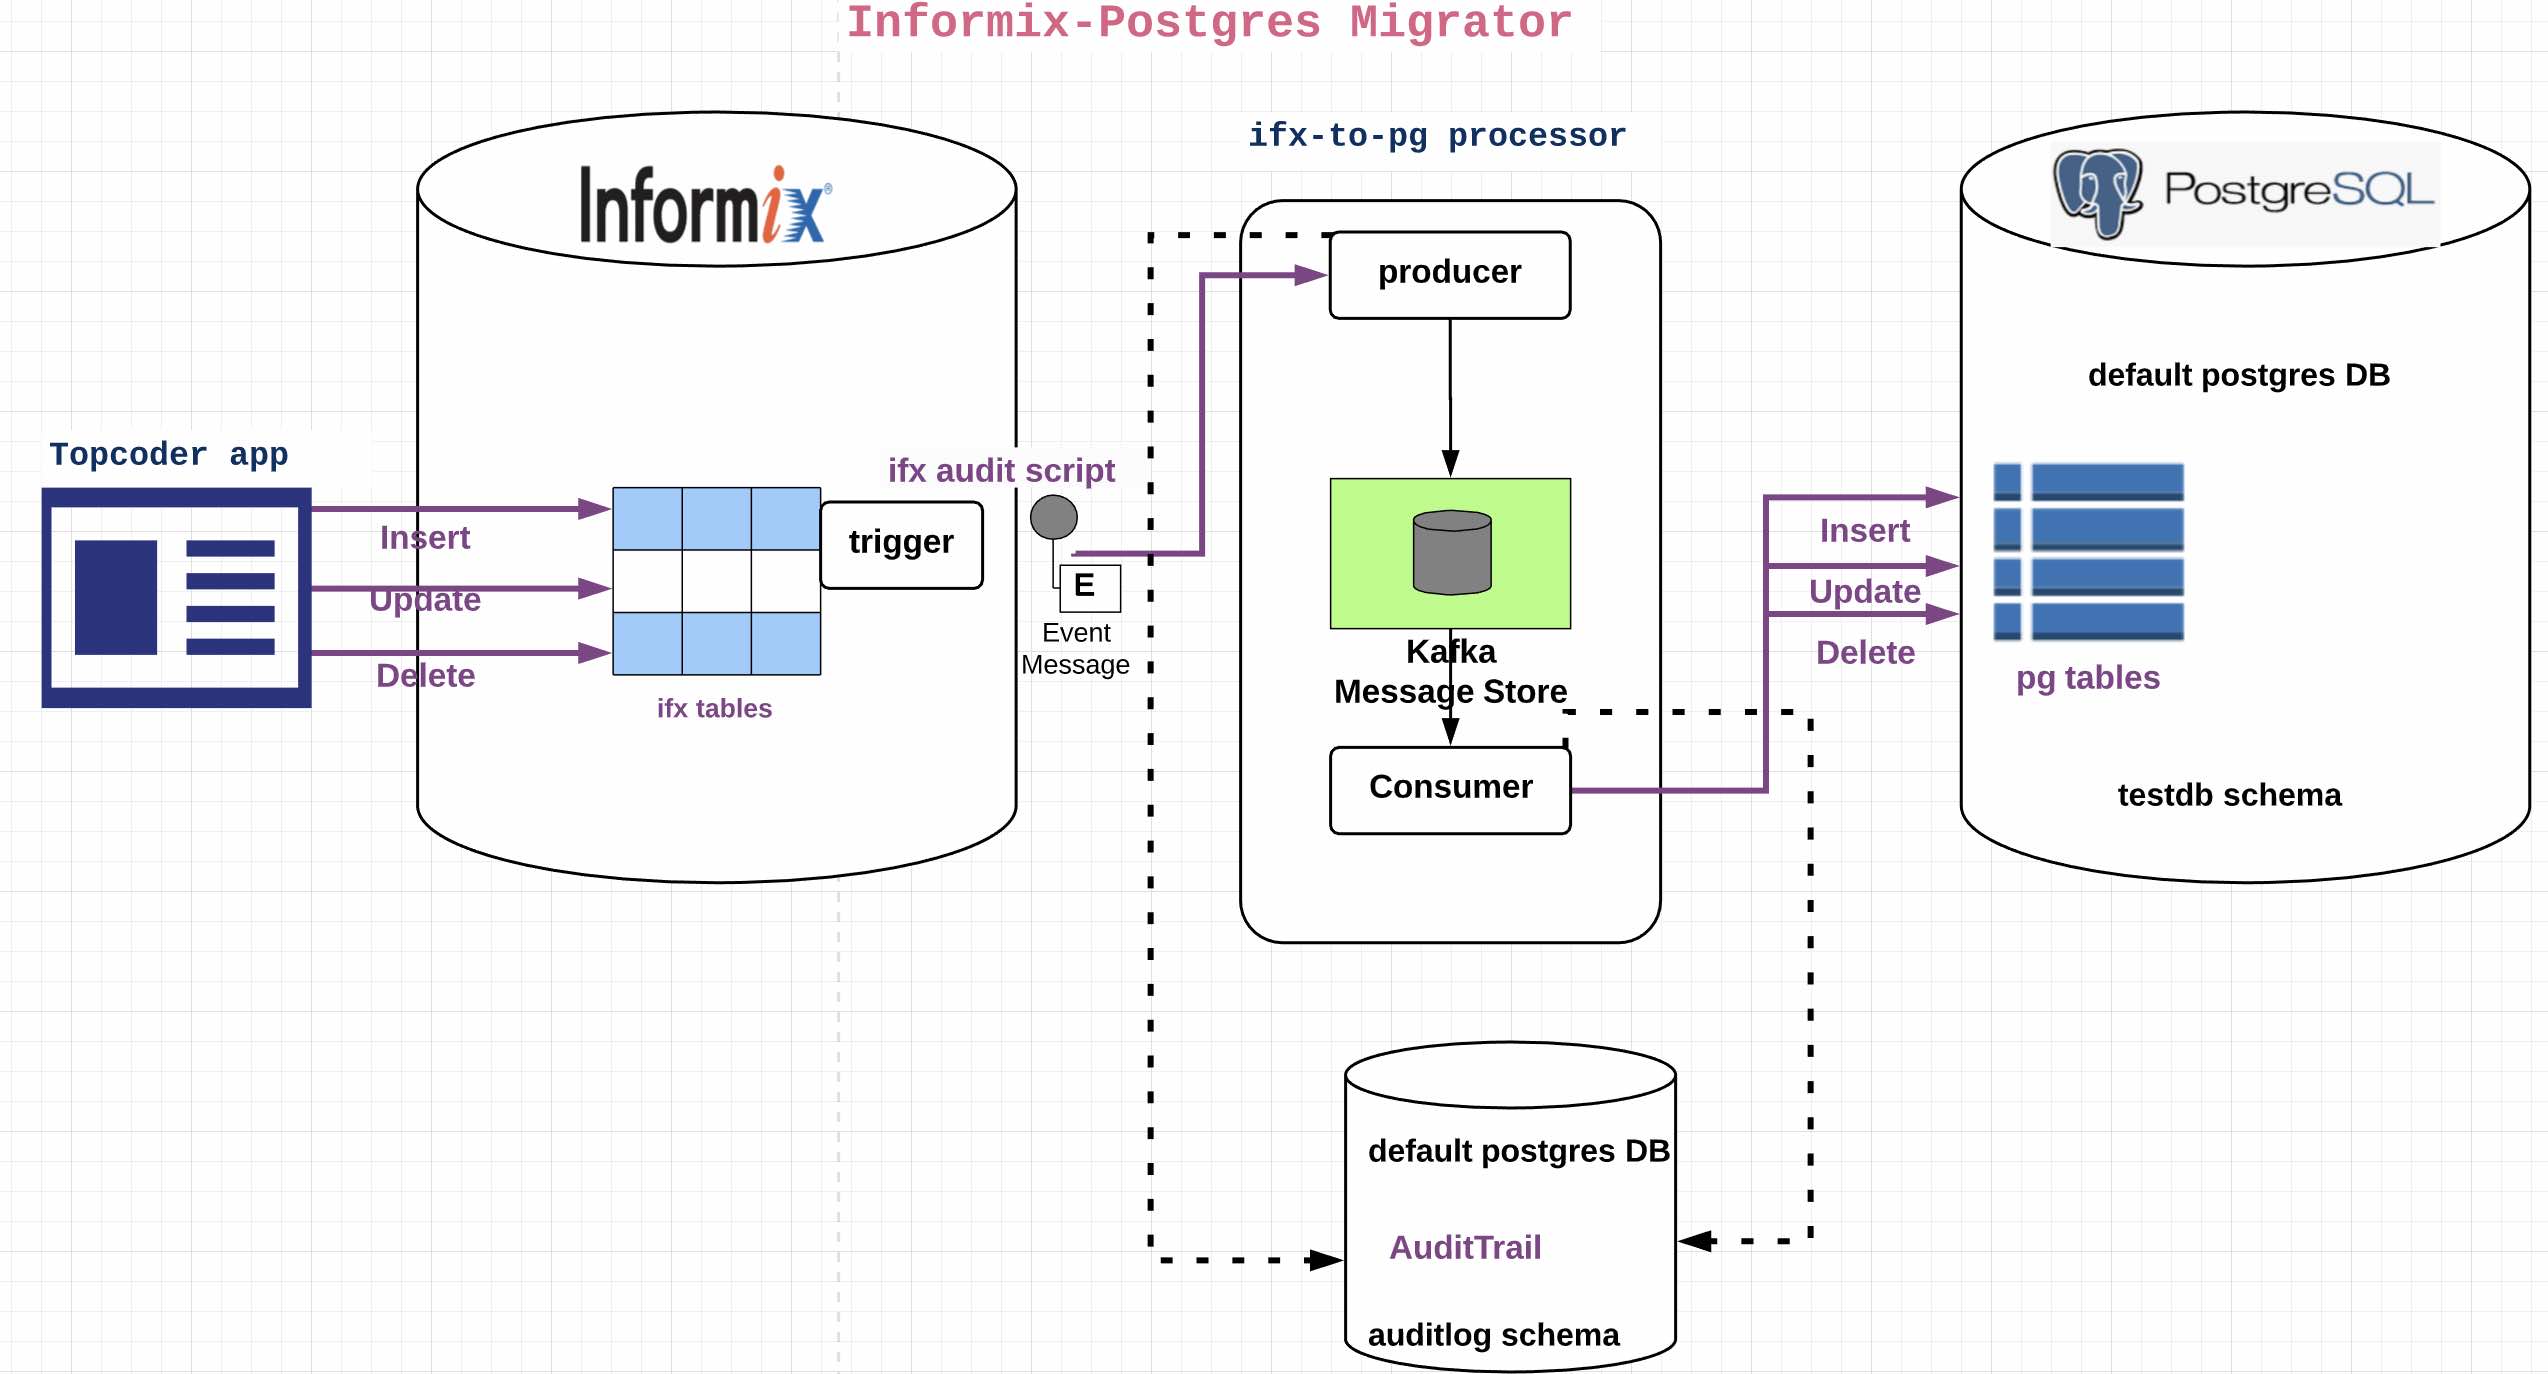 Informix-Postgres Migrator
ifx-to-pg processor
Informix®
PostgreSQL
producer
default postgres DB
Topcoder app
ifx audit script
Insert
Update
Delete
trigger
E
Event
Message
ifx tables
Kafka
Message Store
Consumer
Insert
Update
Delete
pg tables
testdb schema
default postgres DB
AuditTrail
auditlog schema